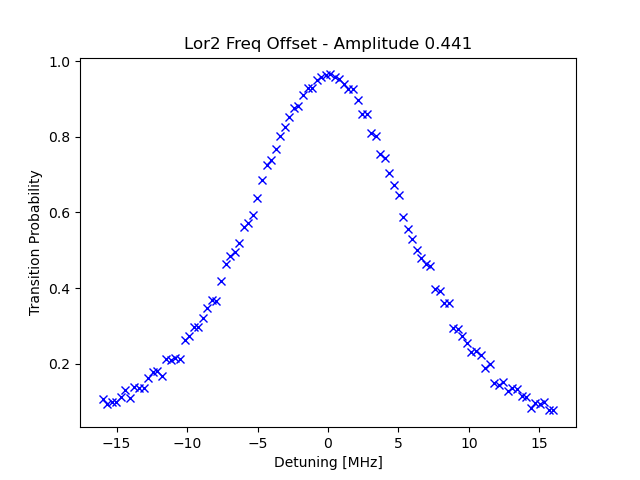 Lor2 Freq Offset - Amplitude 0.441
1.0
0.8
0.6
0.4
0.2
Transition Probability
−15 −10 −5 0 5 10 15
Detuning [MHz]